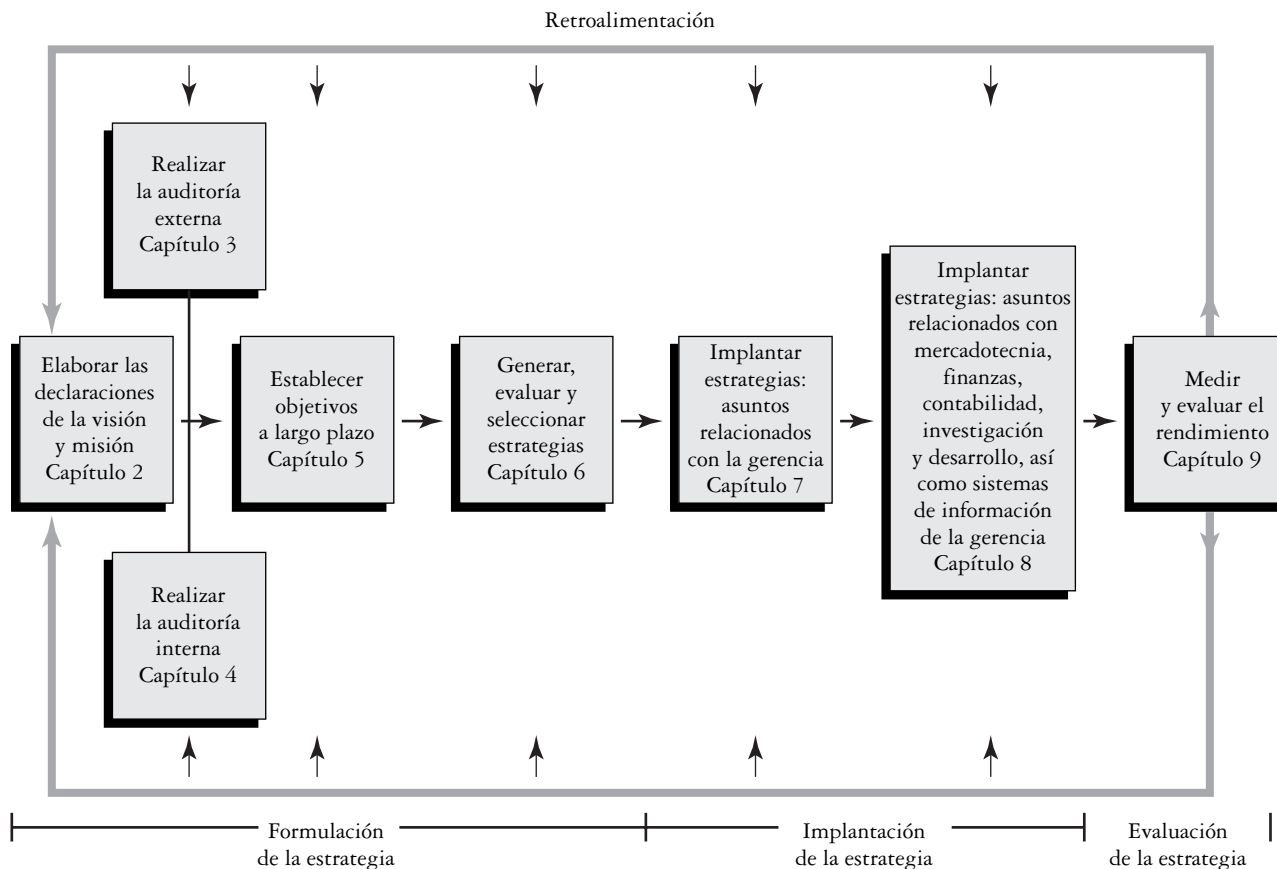 Retroalimentación
Realizar
la auditoría
externa
Capítulo 3
Elaborar las
declaraciones
de la visión
y misión
Capítulo 2
Establecer
objetivos
a largo plazo
Capítulo 5
Generar,
evaluar y
seleccionar
estrategias
Capítulo 6
Implantar
estrategias:
asuntos
relacionados
con la gerencia
Capítulo 7
Implantar
estrategias: asuntos
relacionados con
mercadotecnia,
finanzas,
contabilidad,
investigación
y desarrollo, así
como sistemas
de información
de la gerencia
Capítulo 8
Medir
y evaluar el
rendimiento
Capítulo 9
Realizar
la auditoría
interna
Capítulo 4
Formulación
de la estrategia
Implantación
de la estrategia
Evaluación
de la estrategia